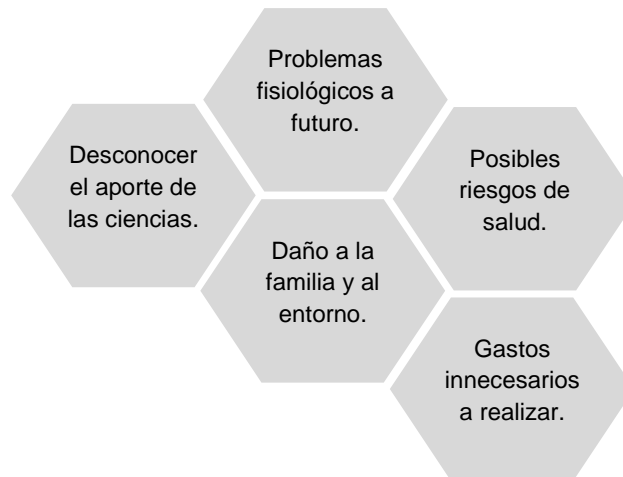 Problemas
fisiológicos a
futuro.
Desconocer
el aporte de
las ciencias.
Posibles
riesgos de
salud.
Daño a la
familia y al
entorno.
Gastos
innecesarios
a realizar.